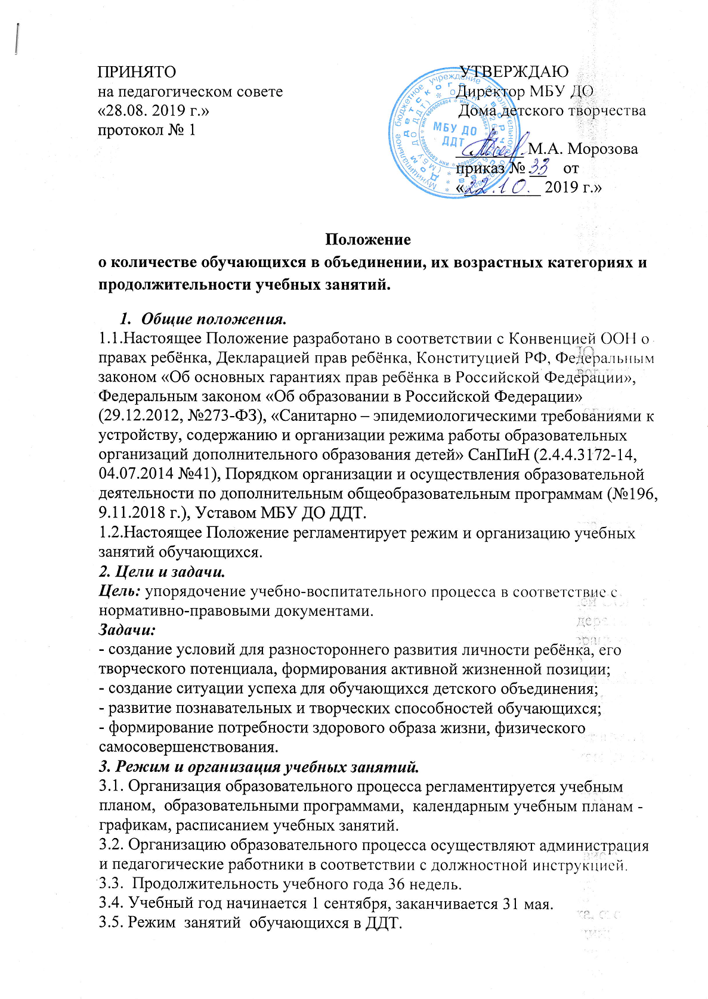 ПРИНЯТО
на педагогическом совете
«28.08. 2019 г.»
протокол № 1
УТВЕРЖДАЮ
Директор МБУ ДО
Дома детского творчества
М.А. Морозова
приказ № 33 от
«22.10. 2019 г.»
МБУ ДО
ДДТ
Положение
о количестве обучающихся в объединении, их возрастных категориях и
продолжительности учебных занятий.
1. Общие положения.
1.1.Настоящее Положение разработано в соответствии с Конвенцией ООН о
правах ребёнка, Декларацией прав ребёнка, Конституцией РФ, Федеральным
законом «Об основных гарантиях прав ребёнка в Российской Федерации»,
Федеральным законом «Об образовании в Российской Федерации»
(29.12.2012, №273-ФЗ), «Санитарно – эпидемиологическими требованиями к
устройству, содержанию и организации режима работы образовательных
организаций дополнительного образования детей» СанПиН (2.4.4.3172-14,
04.07.2014 №41), Порядком организации и осуществления образовательной
деятельности по дополнительным общеобразовательным программам (№196,
9.11.2018 г.), Уставом МБУ ДО ДДТ.
1.2.Настоящее Положение регламентирует режим и организацию учебных
занятий обучающихся.
2. Цели и задачи.
Цель: упорядочение учебно-воспитательного процесса в соответствие с
нормативно-правовыми документами.
Задачи:
- создание условий для разностороннего развития личности ребёнка, его
творческого потенциала, формирования активной жизненной позиции;
- создание ситуации успеха для обучающихся детского объединения;
- развитие познавательных и творческих способностей обучающихся;
- формирование потребности здорового образа жизни, физического
самосовершенствования.
3. Режим и организация учебных занятий.
3.1. Организация образовательного процесса регламентируется учебным
планом, образовательными программами, календарным учебным планам -
графикам, расписанием учебных занятий.
3.2. Организацию образовательного процесса осуществляют администрация
и педагогические работники в соответствии с должностной инструкцией.
3.3. Продолжительность учебного года 36 недель.
3.4. Учебный год начинается 1 сентября, заканчивается 31 мая.
3.5. Режим занятий обучающихся в ДДТ.